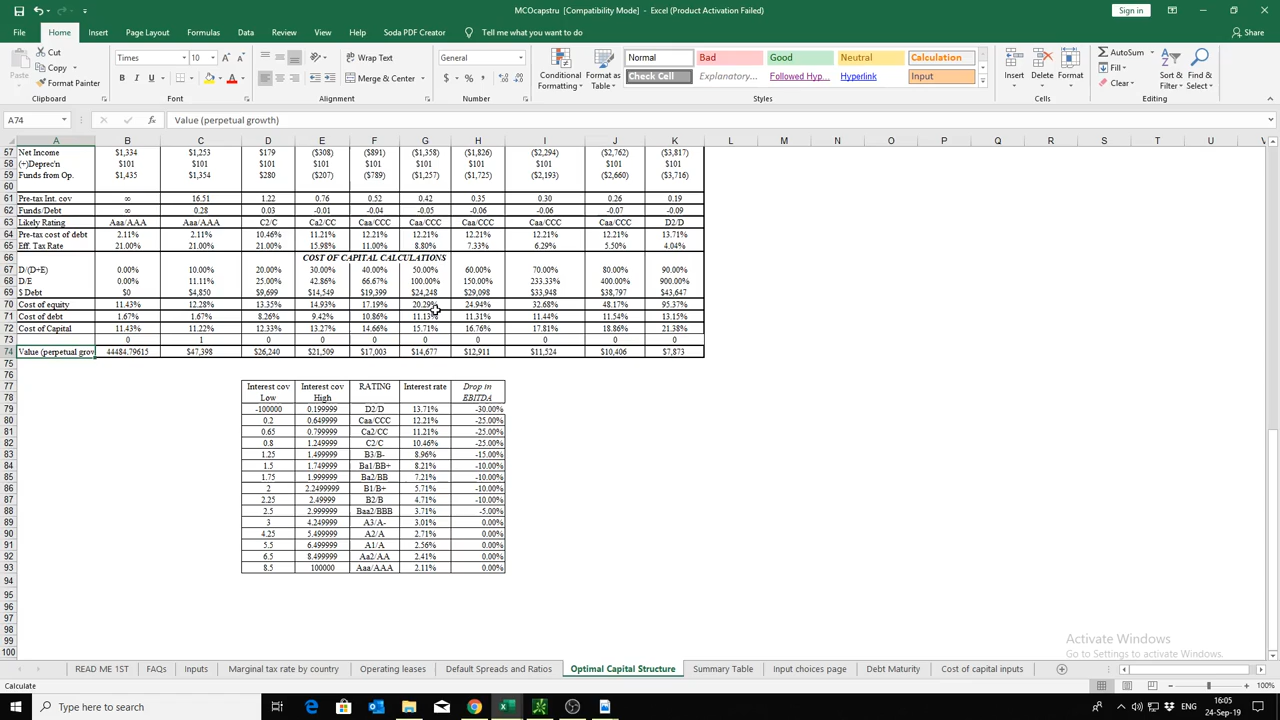 MCOcapstru [Compatibility Mode] - Excel (Product Activation Failed)
Sign in
File Home Insert Page Layout Formulas Data Review View Help Soda PDF Creator Tell me what you want to do Share
Paste Cut Copy Format Painter
Clipboard
Times 10
B I U
Font
Wrap Text
Merge & Center
Alignment
General
$ % ,
Number
Conditional Formatting Format as Table
Normal Bad Good Neutral Calculation
Check Cell Explanatory... Followed Hyp... Hyperlink Input
Styles
Insert Delete Format
Cells
AutoSum Fill Clear Sort & Filter Find & Select
Editing
A74 fx Value (perpetual growth)
A B C D E F G H I J K L M N O P Q R S T U V
57 Net Income $1,334 $1,253 $179 ($308) ($891) ($1,358) ($1,826) ($2,294) ($2,762) ($3,817)
58 (+)Deprec'n $101 $101 $101 $101 $101 $101 $101 $101 $101 $101
59 Funds from Op. $1,435 $1,354 $280 ($207) ($789) ($1,257) ($1,725) ($2,193) ($2,660) ($3,716)
60
61 Pre-tax Int. cov ∞ 16.51 1.22 0.76 0.52 0.42 0.35 0.30 0.26 0.19
62 Funds/Debt ∞ 0.28 0.03 -0.01 -0.04 -0.05 -0.06 -0.06 -0.07 -0.09
63 Likely Rating Aaa/AAA Aaa/AAA C2/C Ca2/CC Caa/CCC Caa/CCC Caa/CCC Caa/CCC Caa/CCC D2/D
64 Pre-tax cost of debt 2.11% 2.11% 10.46% 11.21% 12.21% 12.21% 12.21% 12.21% 12.21% 13.71%
65 Eff. Tax Rate 21.00% 21.00% 21.00% 15.98% 11.00% 8.80% 7.33% 6.29% 5.50% 4.04%
66 COST OF CAPITAL CALCULATIONS
67 D/(D+E) 0.00% 10.00% 20.00% 30.00% 40.00% 50.00% 60.00% 70.00% 80.00% 90.00%
68 D/E 0.00% 11.11% 25.00% 42.86% 66.67% 100.00% 150.00% 233.33% 400.00% 900.00%
69 $ Debt $0 $4,850 $9,699 $14,549 $19,399 $24,248 $29,098 $33,948 $38,797 $43,647
70 Cost of equity 11.43% 12.28% 13.35% 14.93% 17.19% 20.29% 24.94% 32.68% 48.17% 95.37%
71 Cost of debt 1.67% 1.67% 8.26% 9.42% 10.86% 11.13% 11.31% 11.44% 11.54% 13.15%
72 Cost of Capital 11.43% 11.22% 12.33% 13.27% 14.66% 15.71% 16.76% 17.81% 18.86% 21.38%
73 0 1 0 0 0 0 0 0 0 0
74 Value (perpetual grov 44484.79615 $47,398 $26,240 $21,509 $17,003 $14,677 $12,911 $11,524 $10,406 $7,873
75
76
77 Interest cov Interest cov RATING Interest rate Drop in
78 Low High EBITDA
79 -100000 0.199999 D2/D 13.71% -30.00%
80 0.2 0.649999 Caa/CCC 12.21% -25.00%
81 0.65 0.799999 Ca2/CC 11.21% -25.00%
82 0.8 1.249999 C2/C 10.46% -25.00%
83 1.25 1.499999 B3/B- 8.96% -15.00%
84 1.5 1.749999 Ba1/BB+ 8.21% -10.00%
85 1.75 1.999999 Ba2/BB 7.21% -10.00%
86 2 2.2499999 B1/B+ 5.71% -10.00%
87 2.25 2.49999 B2/B 4.71% -10.00%
88 2.5 2.999999 Baa2/BBB 3.71% -5.00%
89 3 4.249999 A3/A- 3.01% 0.00%
90 4.25 5.499999 A2/A 2.71% 0.00%
91 5.5 6.499999 A1/A 2.56% 0.00%
92 6.5 8.499999 Aa2/AA 2.41% 0.00%
93 8.5 100000 Aaa/AAA 2.11% 0.00%
94
95
96
97
98
99
100
Activate Windows
Go to Settings to activate Windows.
READ ME 1ST FAQs Inputs Marginal tax rate by country Operating leases Default Spreads and Ratios Optimal Capital Structure Summary Table Input choices page Debt Maturity Cost of capital inputs
Calculate 100%
Type here to search
ENG
16:05
24-Sep-19